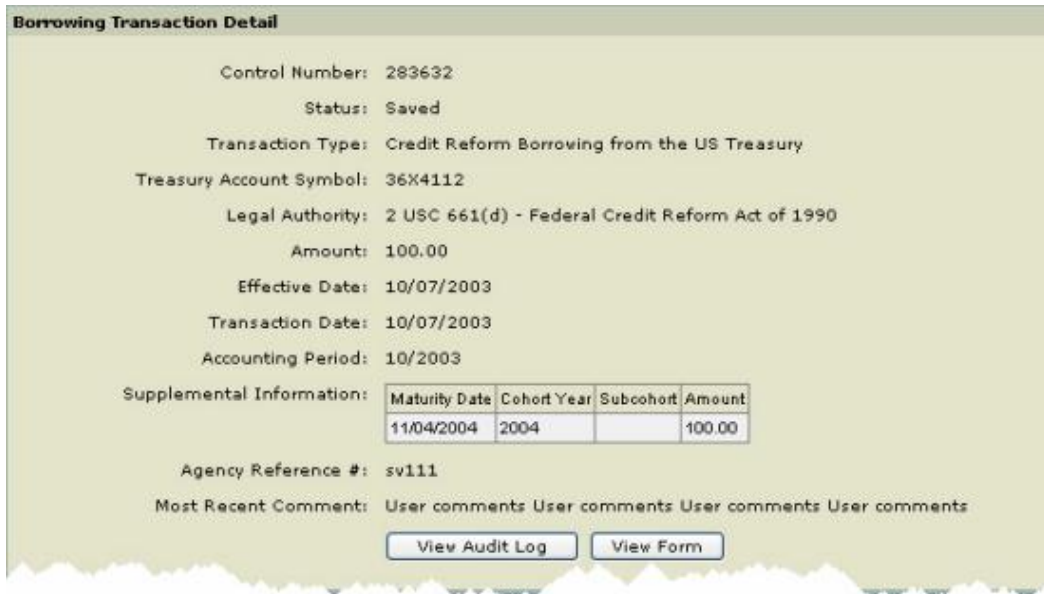 Borrowing Transaction Detail
Control Number: 283632
Status: Saved
Transaction Type: Credit Reform Borrowing from the US Treasury
Treasury Account Symbol: 36X4112
Legal Authority: 2 USC 661(d) - Federal Credit Reform Act of 1990
Amount: 100.00
Effective Date: 10/07/2003
Transaction Date: 10/07/2003
Accounting Period: 10/2003
Supplemental Information: Maturity Date Cohort Year Subcohort Amount
11/04/2004 2004 100.00
Agency Reference #: sv111
Most Recent Comment: User comments User comments User comments User comments
View Audit Log View Form